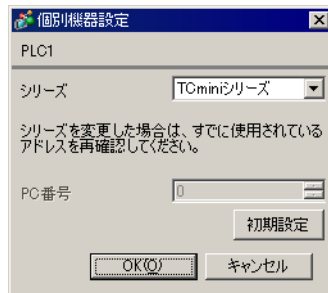 個別機器設定
PLC1
シリーズ TCminiシリーズ
シリーズを変更した場合は、すでに使用されている
アドレスを再確認してください。
PC番号 0
初期設定
OK(O) キャンセル